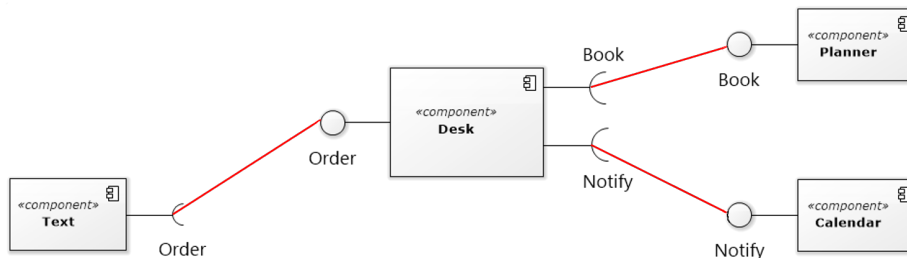 «component»
Text
Order
Order
«component»
Desk
Book
Notify
Book
«component»
Planner
Notify
«component»
Calendar